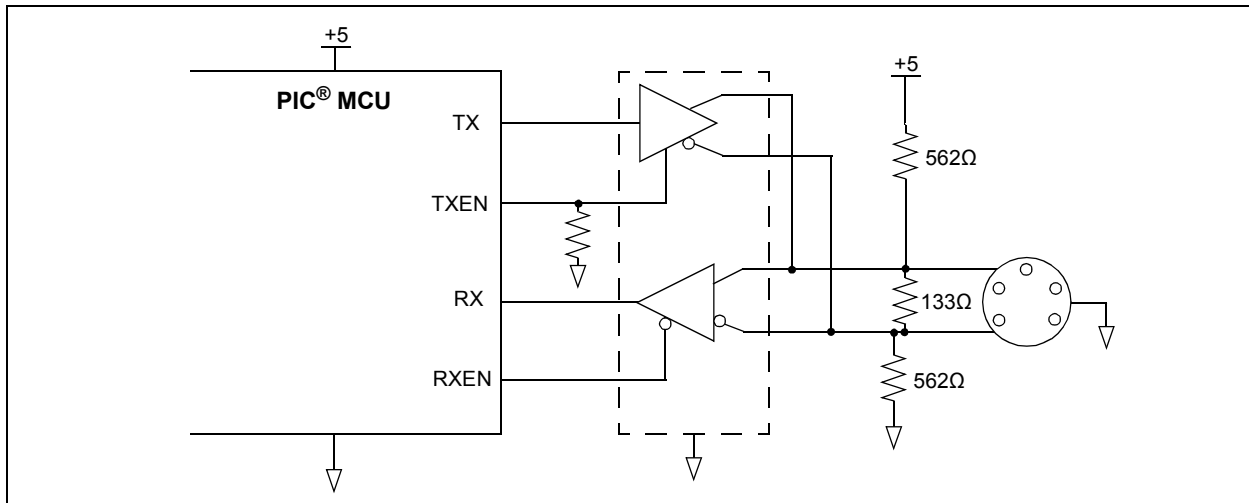 +5
PIC® MCU
TX
TXEN
RX
RXEN
+5
562Ω
133Ω
562Ω